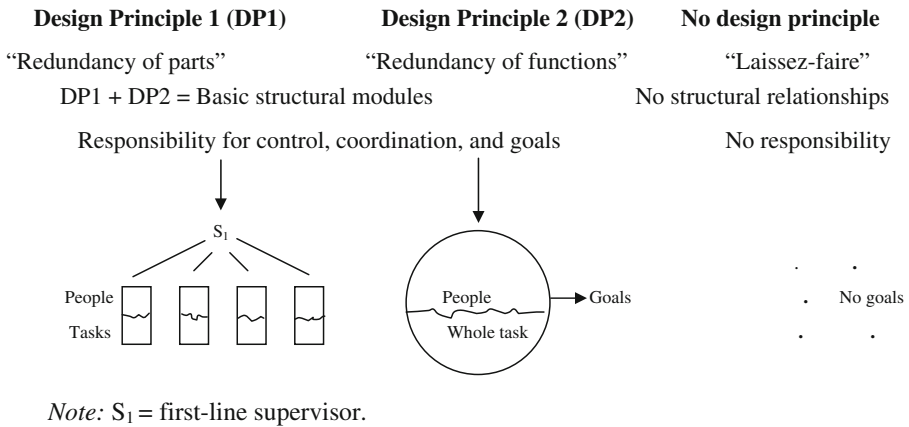 Design Principle 1 (DP1) Design Principle 2 (DP2) No design principle
“Redundancy of parts” “Redundancy of functions” “Laissez-faire”
DP1 + DP2 = Basic structural modules No structural relationships
Responsibility for control, coordination, and goals No responsibility
S1
People People Goals No goals
Tasks Whole task
Note: S1 = first-line supervisor.